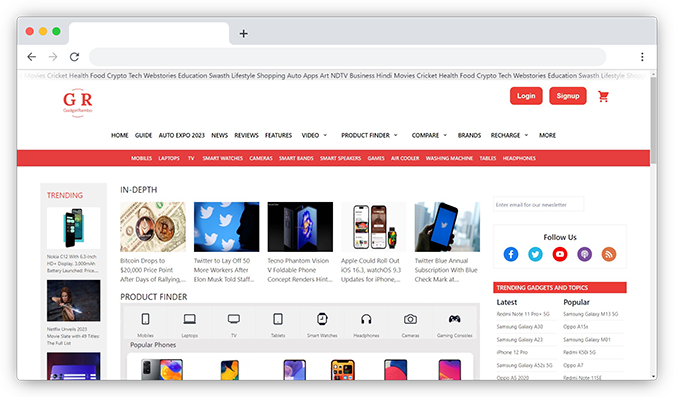 Movies Cricket Health Food Crypto Tech Webstories Education Swasth Lifestyle Shopping Auto Apps Art NDTV Business Hindi Movies Cricket Health Food Crypto Tech Webstories Education Swasth Lifestyle Shopping
G R
Login
Signup
HOME GUIDE AUTO EXPO 2023 NEWS REVIEWS FEATURES VIDEO PRODUCT FINDER COMPARE BRANDS RECHARGE MORE
MOBILES LAPTOPS TV SMART WATCHES CAMERAS SMART BANDS SMART SPEAKERS GAMES AIR COOLER WASHING MACHINE TABLES HEADPHONES
TRENDING
Nokia C12 With 6.3-inch
HD+ Display, 3,000mAh
Battery Launched: Price,...
Netflix Unveils 2023
Movie Slate with 49 Titles:
The Full List
IN-DEPTH
Bitcoin Drops to
$20,000 Price Point
After Days of Rallying,...
Twitter to Lay Off 50
More Workers After
Elon Musk Told Staff...
Tecno Phantom Vision
V Foldable Phone
Concept Renders Hint...
Apple Could Roll Out
iOS 16.3, watchOS 9.3
Updates for iPhone,...
Twitter Blue Annual
Subscription With Blue
Check Mark at...
PRODUCT FINDER
Mobiles
Laptops
TV
Tablets
Smart Watches
Headphones
Cameras
Gaming Consoles
Popular Phones
Enter email for our newsletter
Follow Us
TRENDING GADGETS AND TOPICS
Latest
Redmi Note 11 Pro+ 5G
Samsung Galaxy A30
Samsung Galaxy A23
iPhone 12 Pro
Samsung Galaxy A52s 5G
Oppo A5 2020
Popular
Samsung Galaxy M13 5G
Oppo A15s
Samsung Galaxy M01
Redmi K50i 5G
Oppo A7
Redmi Note 11SE